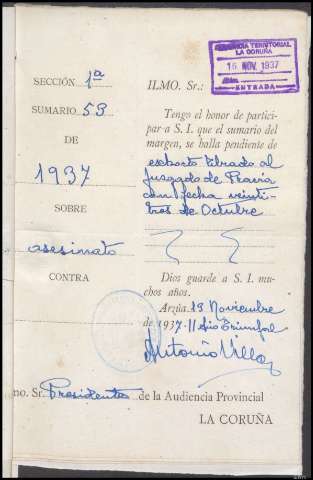 AUDIENCIA TERRITORIAL
LA CORUÑA
16 NOV. 1937
ENTRADA
SECCIÓN 1ª
SUMARIO 53
DE
1937
SOBRE
asesinato
CONTRA
ILMO. Sr.:
Tengo el honor de partici-
par a S. I. que el sumario del
margen, se halla pendiente de
exhorto librado al
juzgado de Pravia
con fecha veinti-
tres de Octubre
Dios guarde a S. I. mu-
chos años.
Arzúa 13 Noviembre
de 1937-II Año Triunfal
Antonio Villa
mo. Sr. Presidente de la Audiencia Provincial
LA CORUÑA